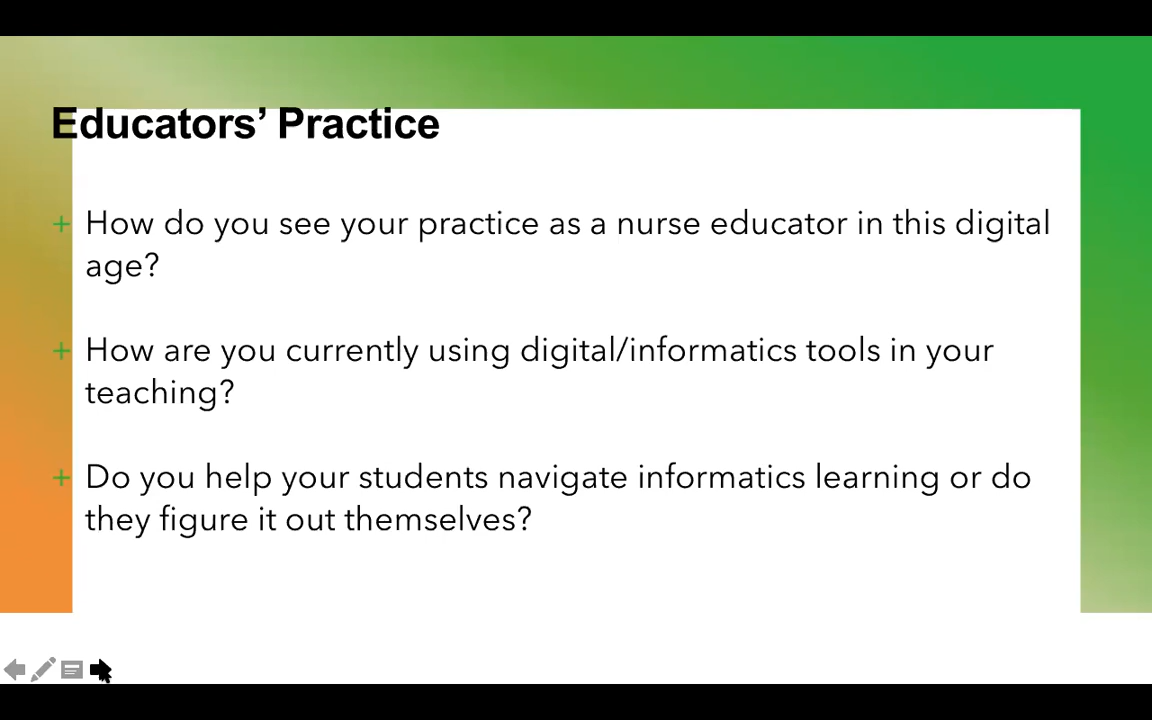 Educators’ Practice
+ How do you see your practice as a nurse educator in this digital
age?
+ How are you currently using digital/informatics tools in your
teaching?
+ Do you help your students navigate informatics learning or do
they figure it out themselves?